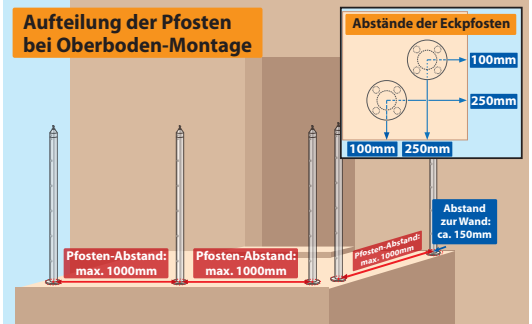 Aufteilung der Pfosten
bei Oberboden-Montage
Abstände der Eckpfosten
100mm
250mm
100mm 250mm
Abstand
zur Wand:
ca. 150mm
Pfosten-Abstand:
max. 1000mm
Pfosten-Abstand:
max. 1000mm
Pfosten-Abstand:
max. 1000mm